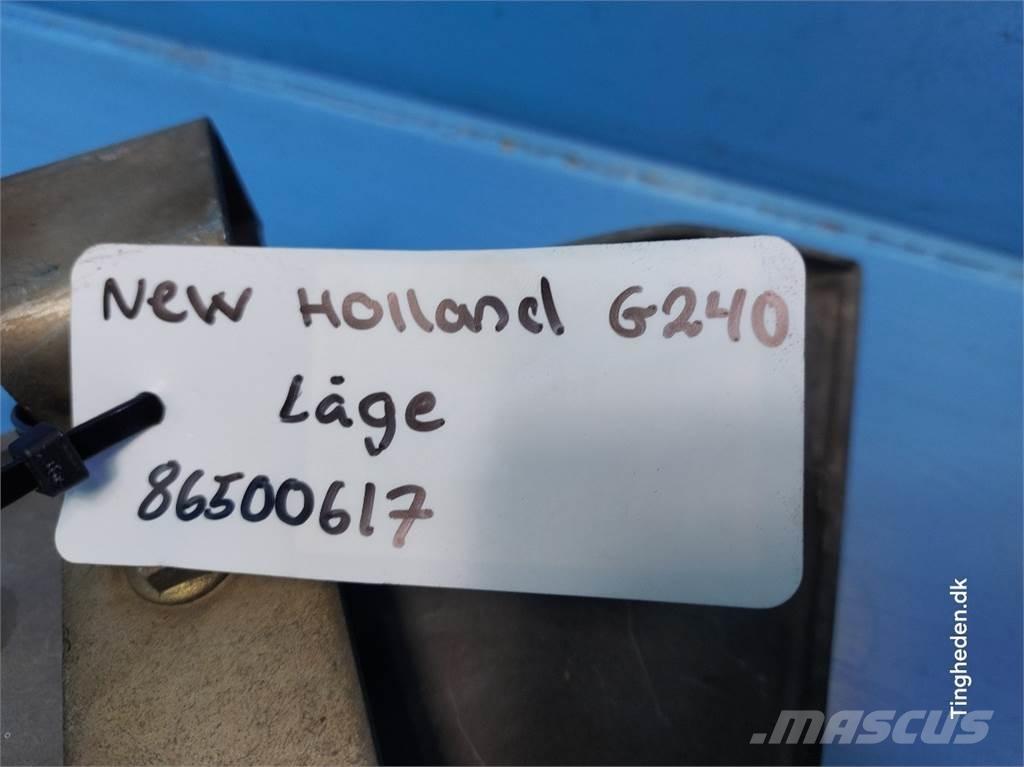 New Holland G240
Låge
86500617
Tingheden.dk
MASCUS